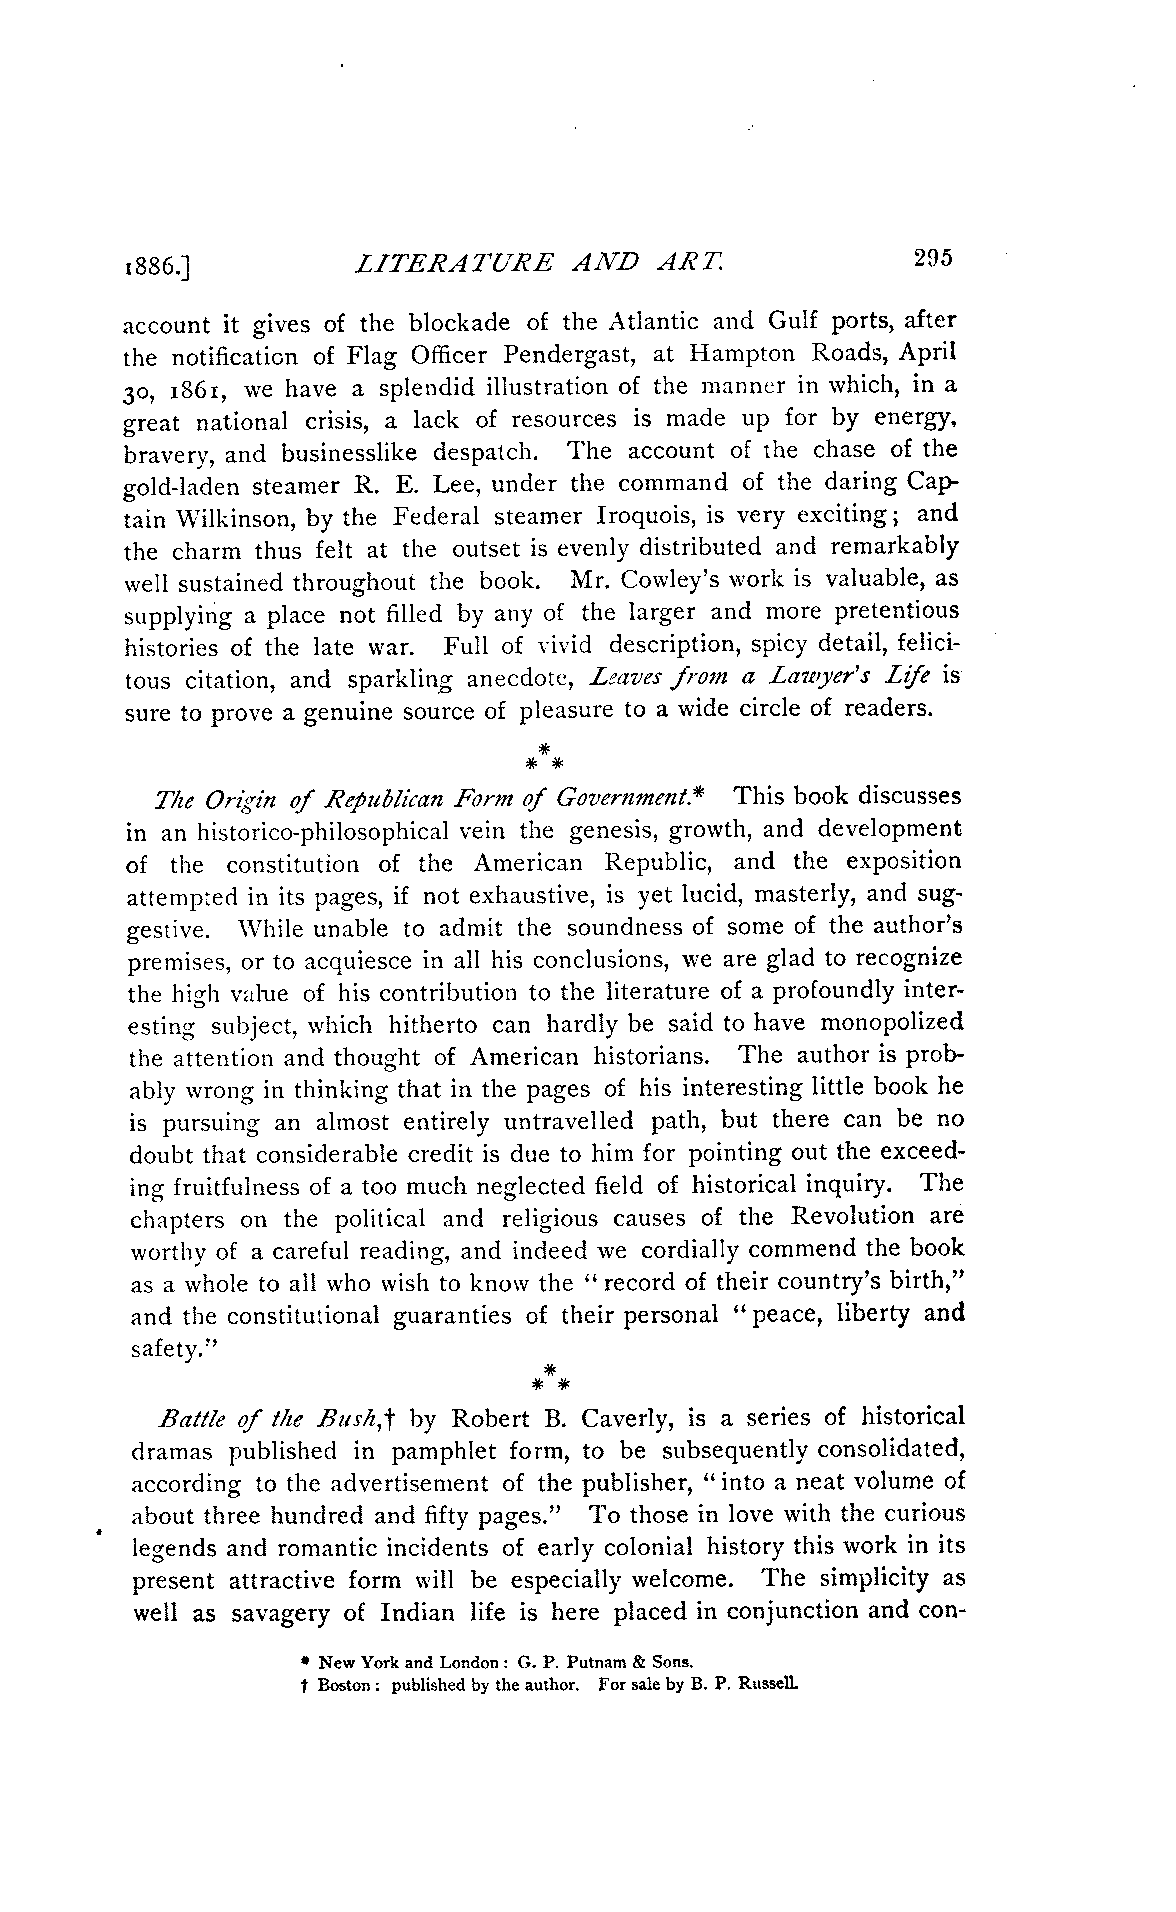 1886.] LITERATURE AND ART. 295
account it gives of the blockade of the Atlantic and Gulf ports, after
the notification of Flag Officer Pendergast, at Hampton Roads, April
30, 1861, we have a splendid illustration of the manner in which, in a
great national crisis, a lack of resources is made up for by energy,
bravery, and businesslike despatch. The account of the chase of the
gold-laden steamer R. E. Lee, under the command of the daring Cap-
tain Wilkinson, by the Federal steamer Iroquois, is very exciting; and
the charm thus felt at the outset is evenly distributed and remarkably
well sustained throughout the book. Mr. Cowley's work is valuable, as
supplying a place not filled by any of the larger and more pretentious
histories of the late war. Full of vivid description, spicy detail, felici-
tous citation, and sparkling anecdote, Leaves from a Lawyer's Life is
sure to prove a genuine source of pleasure to a wide circle of readers.
***
The Origin of Republican Form of Government.* This book discusses
in an historico-philosophical vein the genesis, growth, and development
of the constitution of the American Republic, and the exposition
attempted in its pages, if not exhaustive, is yet lucid, masterly, and sug-
gestive. While unable to admit the soundness of some of the author's
premises, or to acquiesce in all his conclusions, we are glad to recognize
the high value of his contribution to the literature of a profoundly inter-
esting subject, which hitherto can hardly be said to have monopolized
the attention and thought of American historians. The author is prob-
ably wrong in thinking that in the pages of his interesting little book he
is pursuing an almost entirely untravelled path, but there can be no
doubt that considerable credit is due to him for pointing out the exceed-
ing fruitfulness of a too much neglected field of historical inquiry. The
chapters on the political and religious causes of the Revolution are
worthy of a careful reading, and indeed we cordially commend the book
as a whole to all who wish to know the "record of their country's birth,"
and the constitutional guaranties of their personal "peace, liberty and
safety."
***
Battle of the Bush,† by Robert B. Caverly, is a series of historical
dramas published in pamphlet form, to be subsequently consolidated,
according to the advertisement of the publisher, "into a neat volume of
about three hundred and fifty pages." To those in love with the curious
legends and romantic incidents of early colonial history this work in its
present attractive form will be especially welcome. The simplicity as
well as savagery of Indian life is here placed in conjunction and con-
* New York and London: G. P. Putnam & Sons.
† Boston: published by the author. For sale by B. P. Russell.